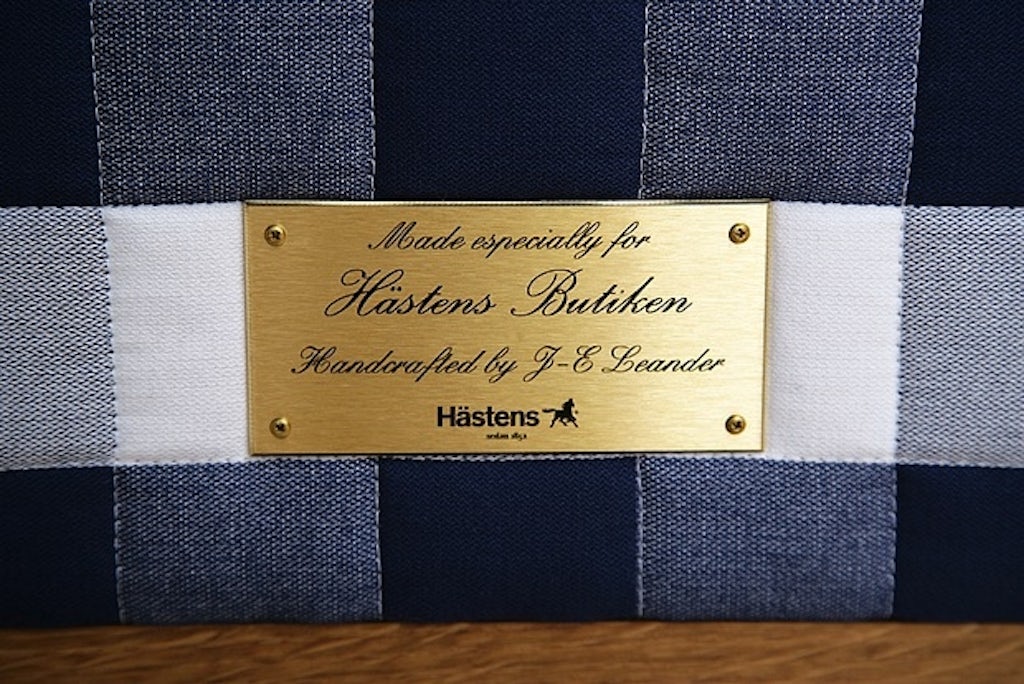 Made especially for
Hästens Butiken
Handcrafted by J-E Leander
Hästens
sedan 1852